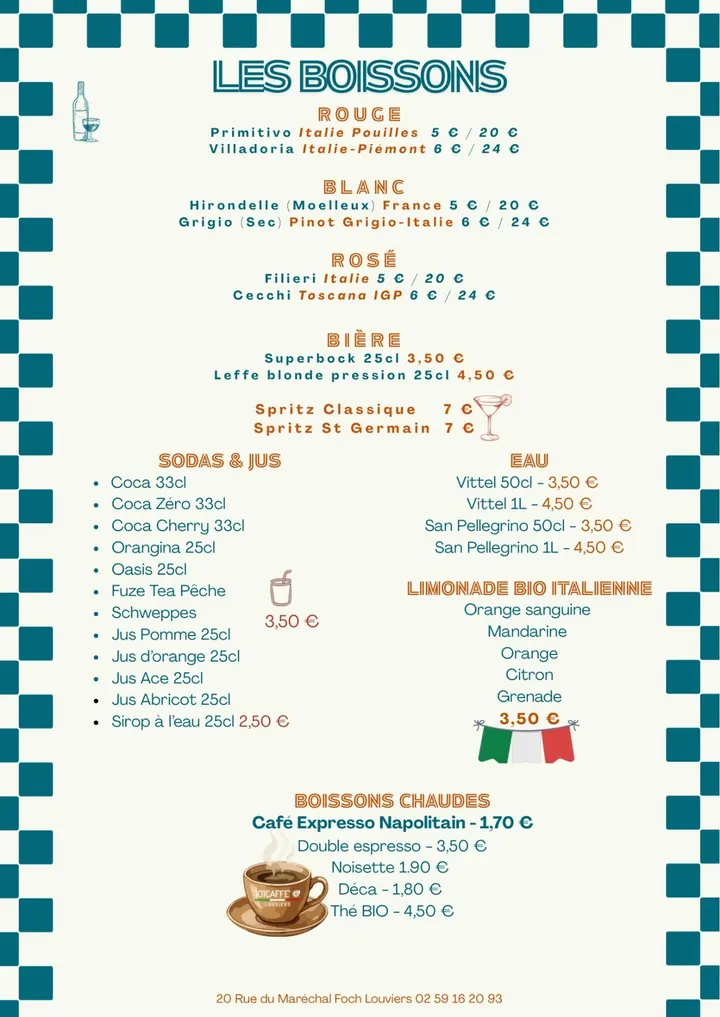 LES BOISSONS
ROUGE
Primitivo Italie Pouilles 5 € / 20 €
Villadoria Italie-Piémont 6 € / 24 €
BLANC
Hirondelle (Moelleux) France 5 € / 20 €
Grigio (Sec) Pinot Grigio-Italie 6 € / 24 €
ROSÉ
Filieri Italie 5 € / 20 €
Cecchi Toscana IGP 6 € / 24 €
BIÈRE
Superbock 25cl 3,50 €
Leffe blonde pression 25cl 4,50 €
Spritz Classique 7 €
Spritz St Germain 7 €
SODAS & JUS
• Coca 33cl
• Coca Zéro 33cl
• Coca Cherry 33cl
• Orangina 25cl
• Oasis 25cl
• Fuze Tea Pêche
• Schweppes
3,50 €
• Jus Pomme 25cl
• Jus d'orange 25cl
• Jus Ace 25cl
• Jus Abricot 25cl
• Sirop à l'eau 25cl 2,50 €
EAU
Vittel 50cl - 3,50 €
Vittel 1L - 4,50 €
San Pellegrino 50cl - 3,50 €
San Pellegrino 1L - 4,50 €
LIMONADE BIO ITALIENNE
Orange sanguine
Mandarine
Orange
Citron
Grenade
3,50 €
BOISSONS CHAUDES
Café Expresso Napolitain - 1,70 €
Double espresso - 3,50 €
Noisette 1.90 €
Déca - 1,80 €
Thé BIO - 4,50 €
LOUVIERS
20 Rue du Maréchal Foch Louviers 02 59 16 20 93